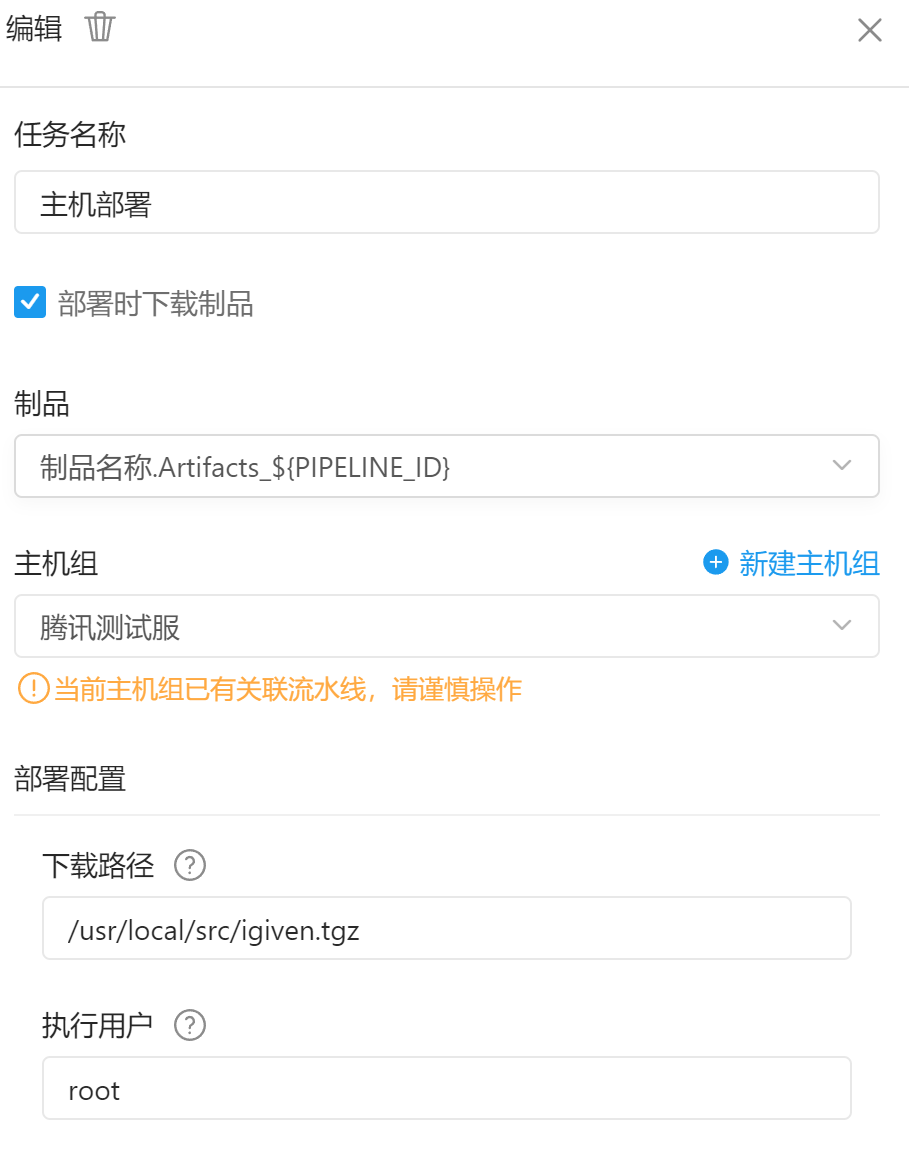 编辑
任务名称
主机部署
部署时下载制品
制品
制品名称.Artifacts_${PIPELINE_ID}
主机组 新建主机组
腾讯测试服
当前主机组已有关联流水线，请谨慎操作
部署配置
下载路径
/usr/local/src/igiven.tgz
执行用户
root